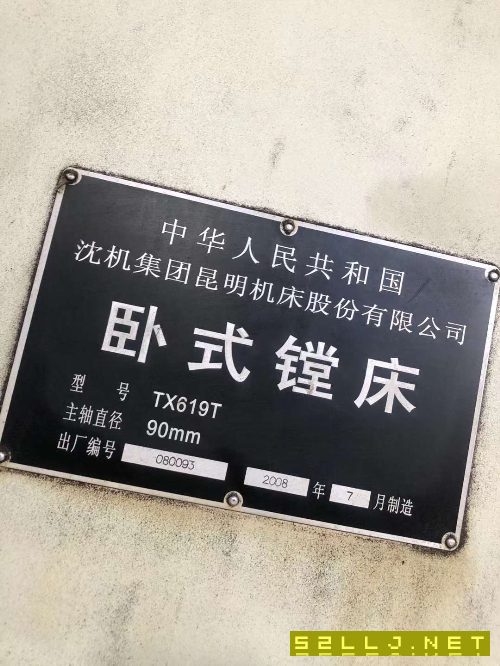 中华人民共和国
沈机集团昆明机床股份有限公司
卧式镗床
型号 TX619T
主轴直径 90mm
出厂编号 080093 2008 年 7 月制造
52LLJ.NET